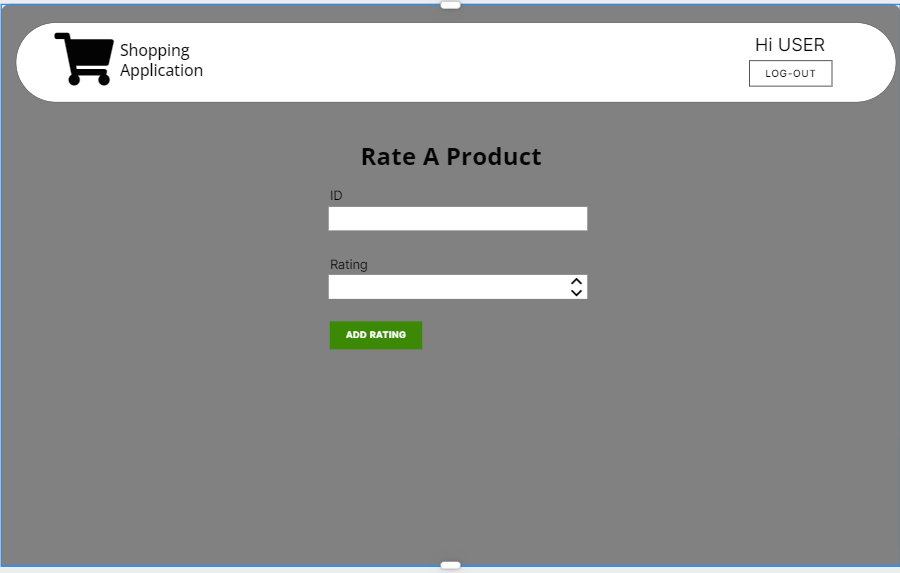 Shopping
Application
Hi USER
LOG-OUT
Rate A Product
ID
Rating
ADD RATING